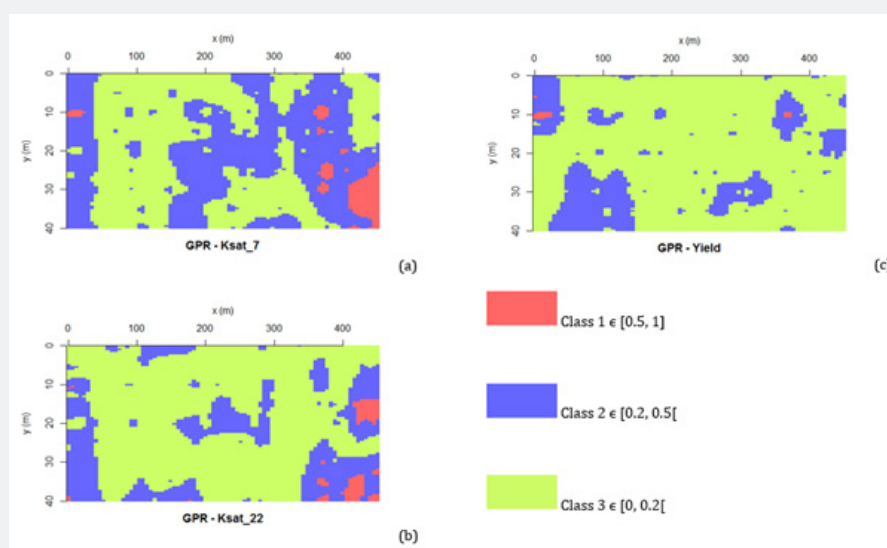 x (m)
0 100 200 300 400
y (m)
0
10
20
30
40
GPR - Ksat_7
(a)
x (m)
0 100 200 300 400
y (m)
0
10
20
30
40
GPR - Yield
(c)
x (m)
0 100 200 300 400
y (m)
0
10
20
30
40
GPR - Ksat_22
(b)
Class 1 ϵ [0.5, 1]
Class 2 ϵ [0.2, 0.5[
Class 3 ϵ [0, 0.2[